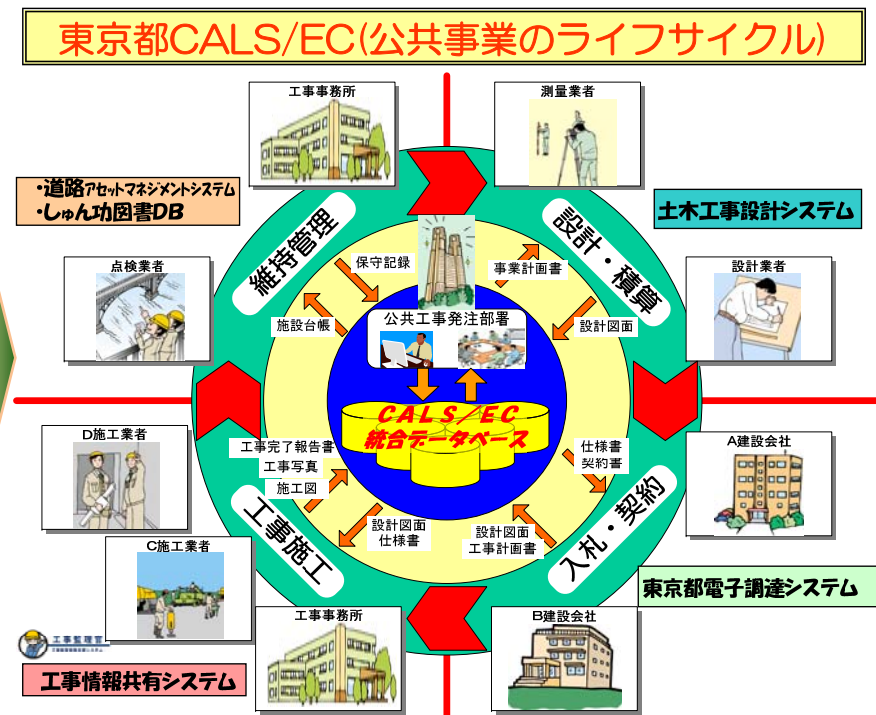 東京都CALS/EC(公共事業のライフサイクル)
工事事務所
測量業者
・道路アセットマネジメントシステム
・しゅん功図書DB
土木工事設計システム
維持管理
設計・積算
点検業者
設計業者
保守記録
事業計画書
施設台帳
設計図面
公共工事発注部署
CALS/EC
統合データベース
D施工業者
A建設会社
工事完了報告書
工事写真
施工図
仕様書
契約書
設計図面
仕様書
設計図面
工事計画書
工事施工
入札・契約
C施工業者
東京都電子調達システム
工事事務所
B建設会社
工事監理官
工事情報共有システム